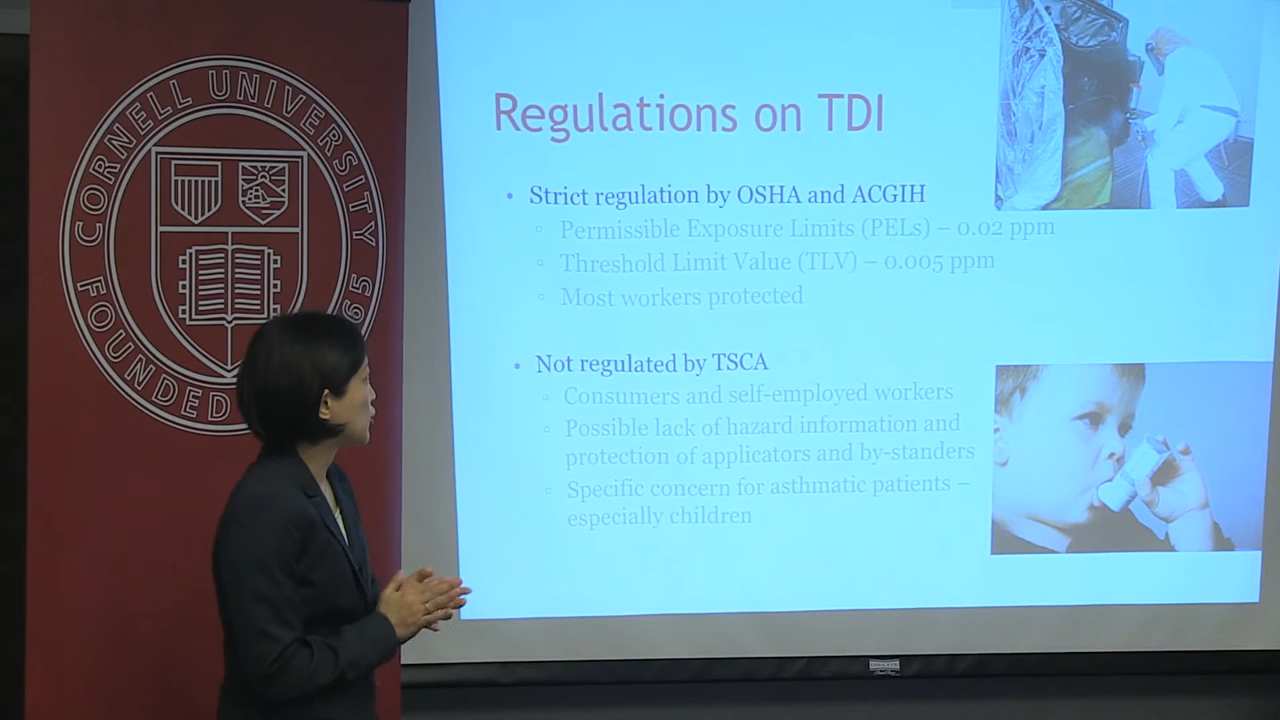 CORNELL UNIVERSITY
FOUNDED 65
Regulations on TDI
• Strict regulation by OSHA and ACGIH
▫ Permissible Exposure Limits (PELs) – 0.02 ppm
▫ Threshold Limit Value (TLV) – 0.005 ppm
▫ Most workers protected
• Not regulated by TSCA
▫ Consumers and self-employed workers
▫ Possible lack of hazard information and
protection of applicators and by-standers
▫ Specific concern for asthmatic patients –
especially children